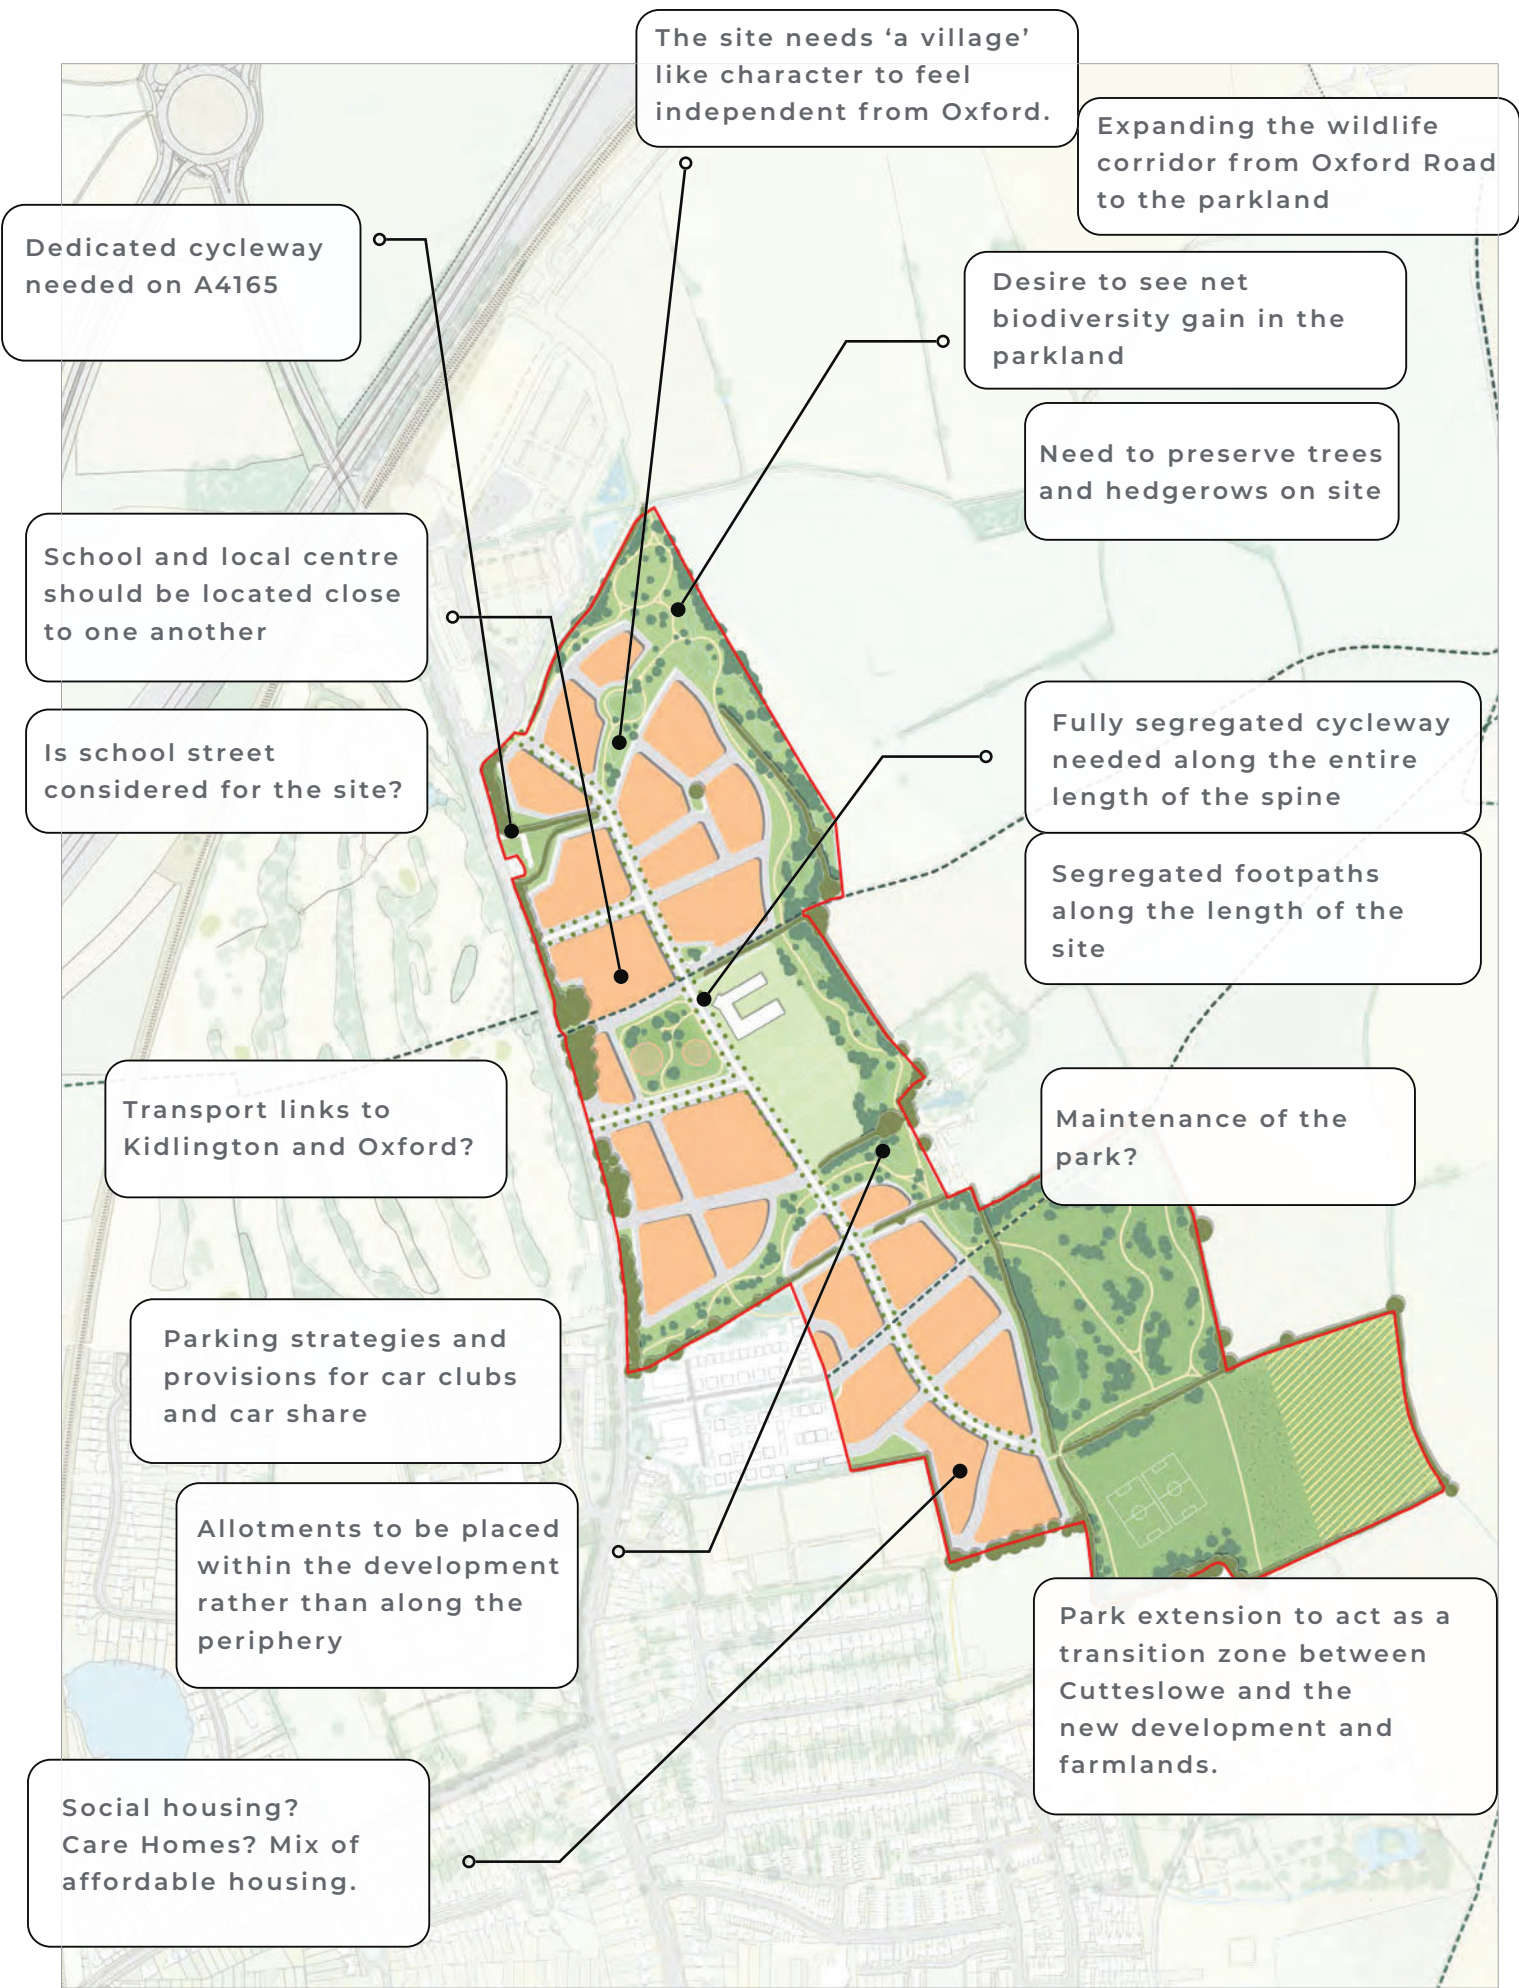 The site needs ‘a village’
like character to feel
independent from Oxford.
Expanding the wildlife
corridor from Oxford Road
to the parkland
Dedicated cycleway
needed on A4165
Desire to see net
biodiversity gain in the
parkland
Need to preserve trees
and hedgerows on site
School and local centre
should be located close
to one another
Is school street
considered for the site?
Fully segregated cycleway
needed along the entire
length of the spine
Segregated footpaths
along the length of the
site
Transport links to
Kidlington and Oxford?
Maintenance of the
park?
Parking strategies and
provisions for car clubs
and car share
Allotments to be placed
within the development
rather than along the
periphery
Park extension to act as a
transition zone between
Cutteslowe and the
new development and
farmlands.
Social housing?
Care Homes? Mix of
affordable housing.